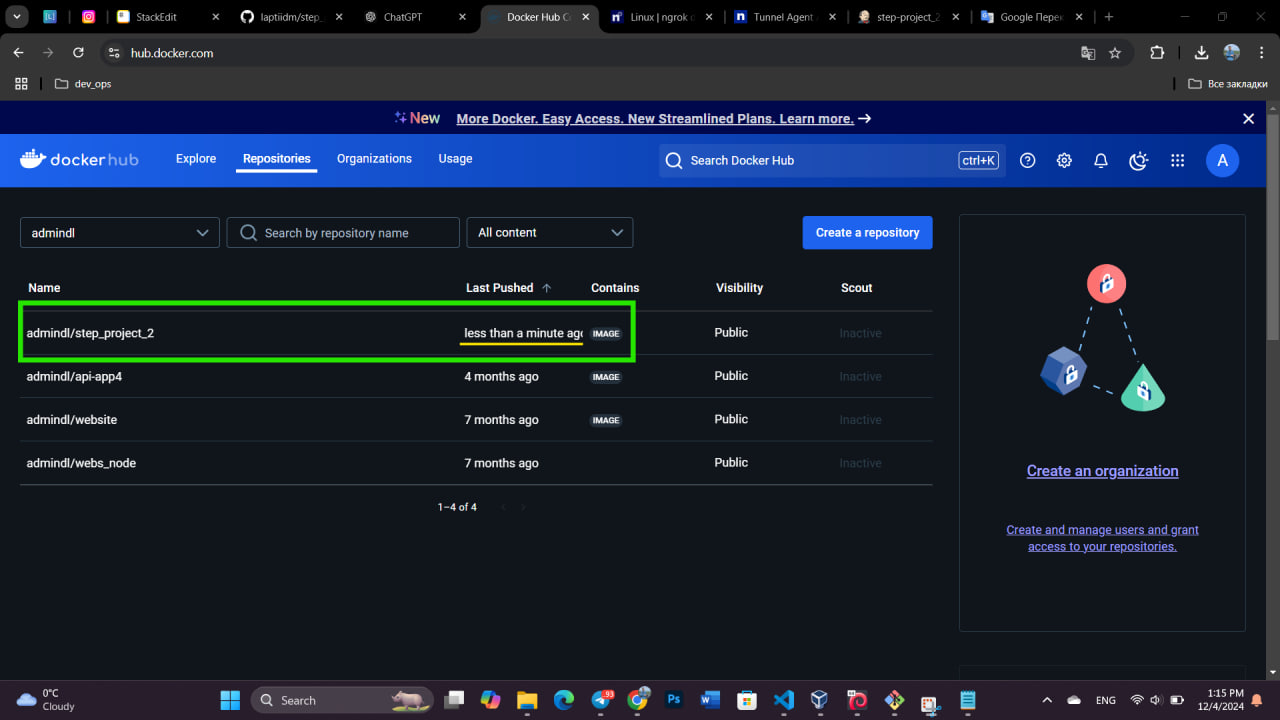 StackEdit
laptiidm/step_
ChatGPT
Docker Hub C
Linux | ngrok d
Tunnel Agent
step-project_2
Google Перек
hub.docker.com
dev_ops
Все закладки
New More Docker. Easy Access. New Streamlined Plans. Learn more. →
docker hub
Explore
Repositories
Organizations
Usage
Search Docker Hub
ctrl+K
A
admindl
Search by repository name
All content
Create a repository
Name Last Pushed ↑ Contains Visibility Scout
admindl/step_project_2 less than a minute ago IMAGE Public Inactive
admindl/api-app4 4 months ago IMAGE Public Inactive
admindl/website 7 months ago IMAGE Public Inactive
admindl/webs_node 7 months ago Public Inactive
1–4 of 4
Create an organization
Create and manage users and grant
access to your repositories.
0°C
Cloudy
Search
Ps
93
ENG
1:15 PM
12/4/2024